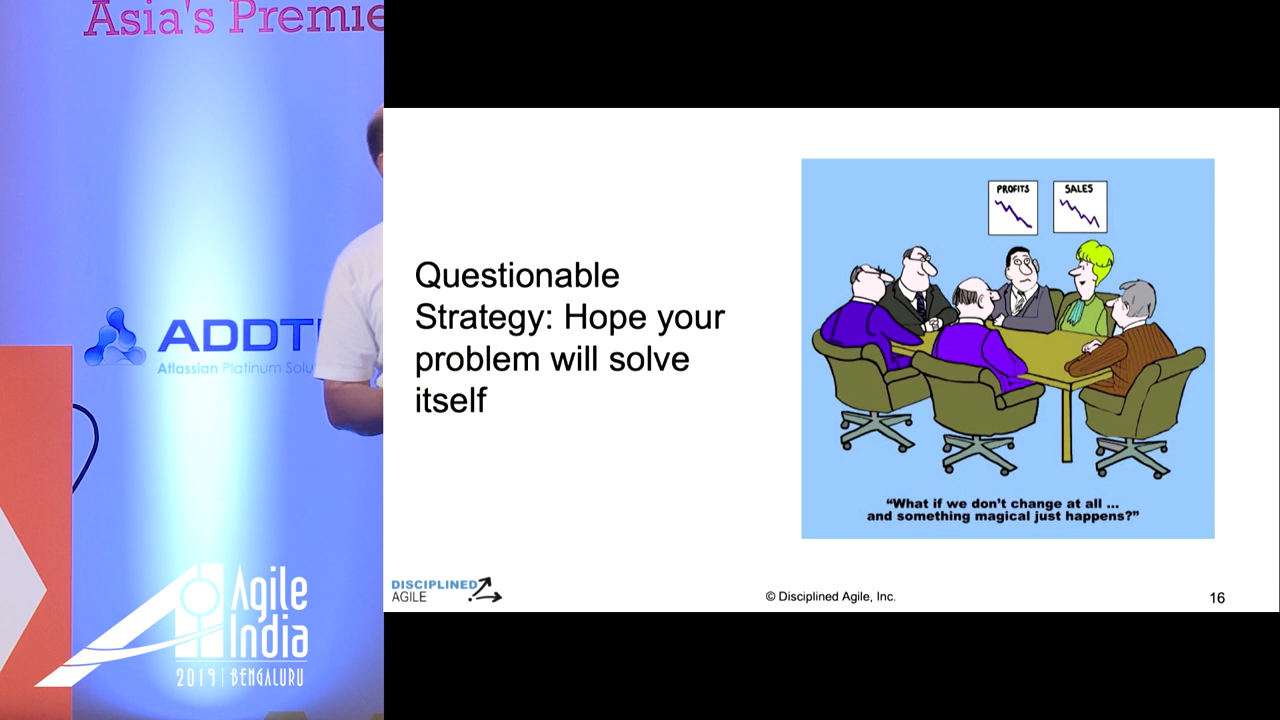 Asia's Premie
ADDTI
Atlassian Platinum Solu
Agile
India
2019 | BENGALURU
Questionable
Strategy: Hope your
problem will solve
itself
PROFITS
SALES
“What if we don’t change at all ...
and something magical just happens?”
DISCIPLINED
AGILE
© Disciplined Agile, Inc.
16